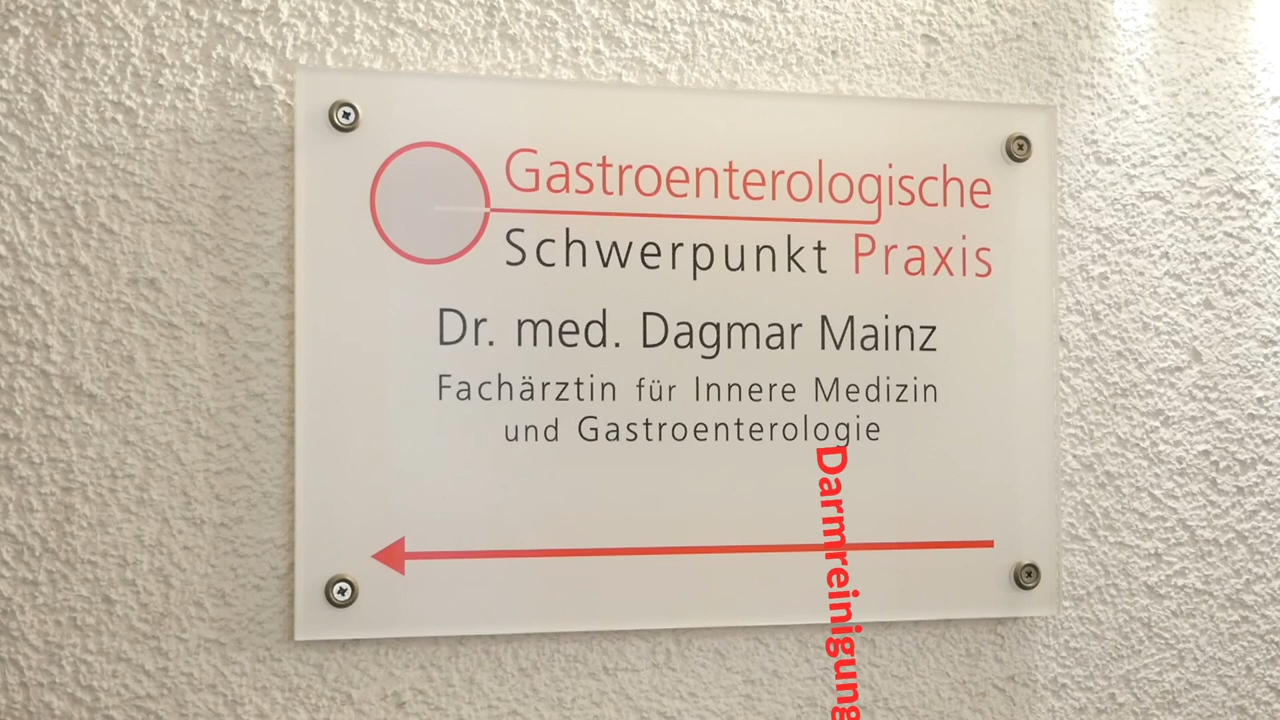 Gastroenterologische
Schwerpunkt Praxis
Dr. med. Dagmar Mainz
Fachärztin für Innere Medizin
und Gastroenterologie
Darmreinigung